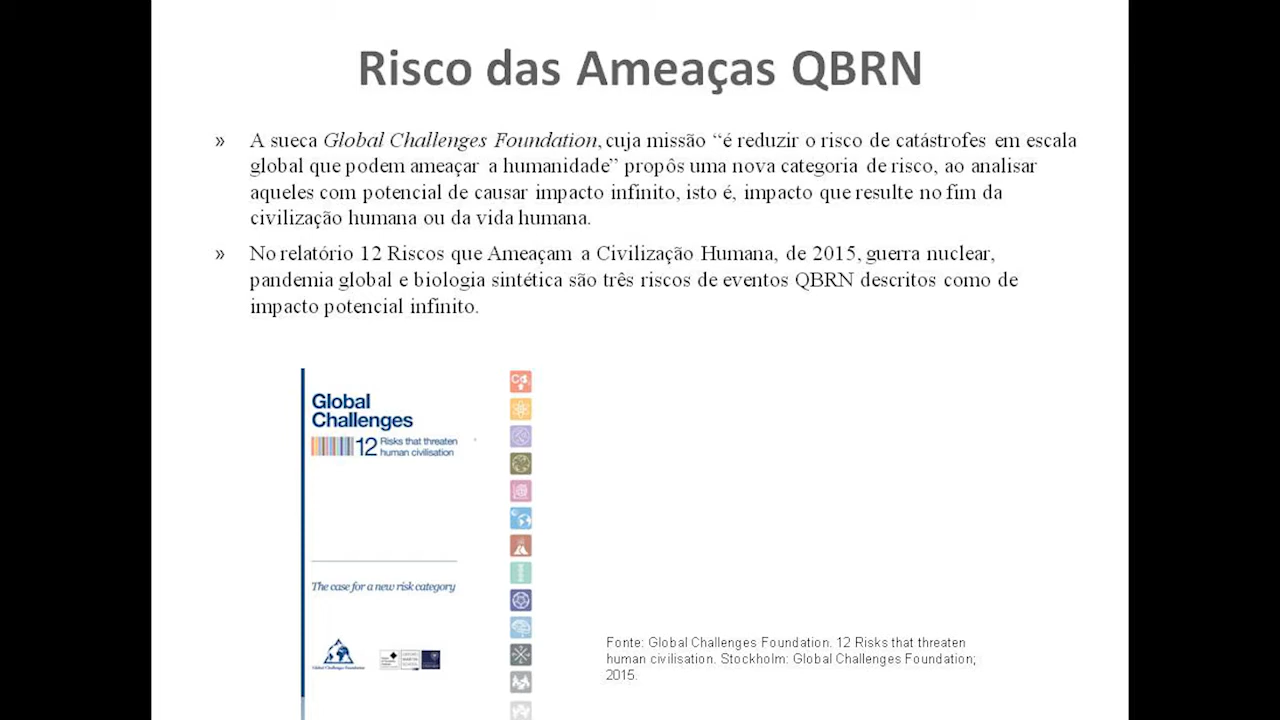 Risco das Ameaças QBRN
» A sueca Global Challenges Foundation, cuja missão “é reduzir o risco de catástrofes em escala
global que podem ameaçar a humanidade” propôs uma nova categoria de risco, ao analisar
aqueles com potencial de causar impacto infinito, isto é, impacto que resulte no fim da
civilização humana ou da vida humana.
» No relatório 12 Riscos que Ameaçam a Civilização Humana, de 2015, guerra nuclear,
pandemia global e biologia sintética são três riscos de eventos QBRN descritos como de
impacto potencial infinito.
Global
Challenges
12 Risks that threaten
human civilisation
The case for a new risk category
Global Challenges Foundation
Fonte: Global Challenges Foundation. 12 Risks that threaten
human civilisation. Stockholm: Global Challenges Foundation;
2015.